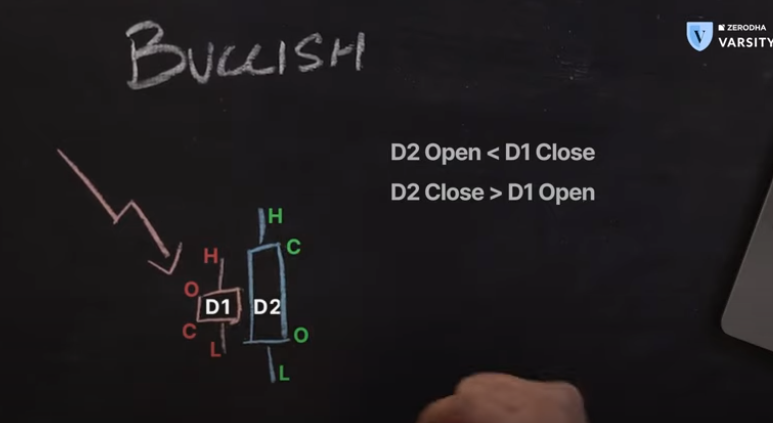 BULLISH
ZERODHA
V VARSITY
D2 Open < D1 Close
D2 Close > D1 Open
H
C
H
O
D1
D2
C
O
L
L